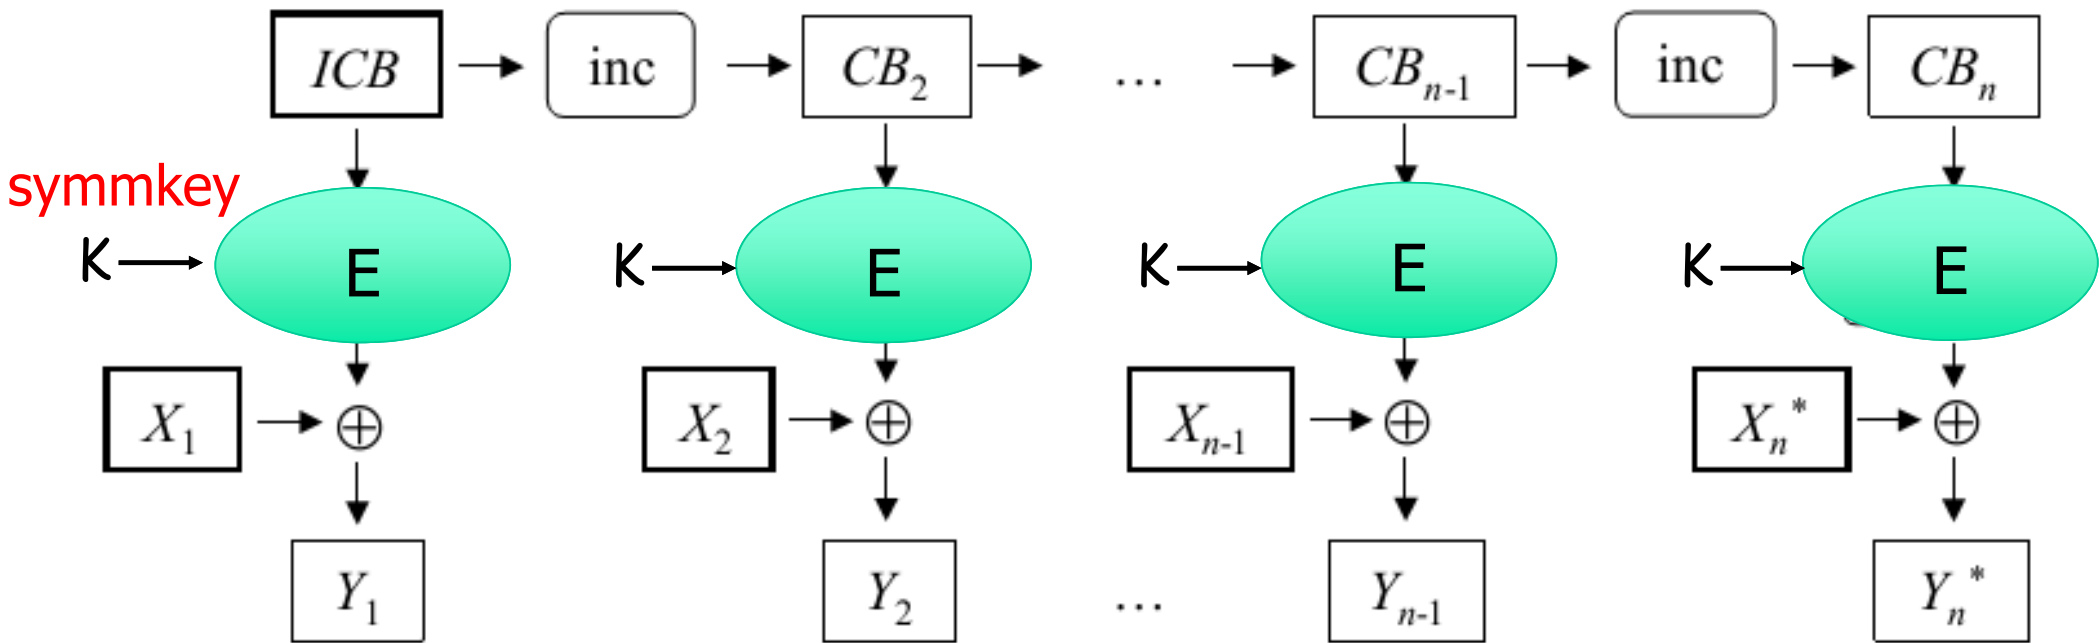 ICB inc CB₂ … CBₙ₋₁ inc CBₙ
symmkey
K E K E K E K E
X₁ ⊕ X₂ ⊕ Xₙ₋₁ ⊕ Xₙ* ⊕
Y₁ Y₂ … Yₙ₋₁ Yₙ*